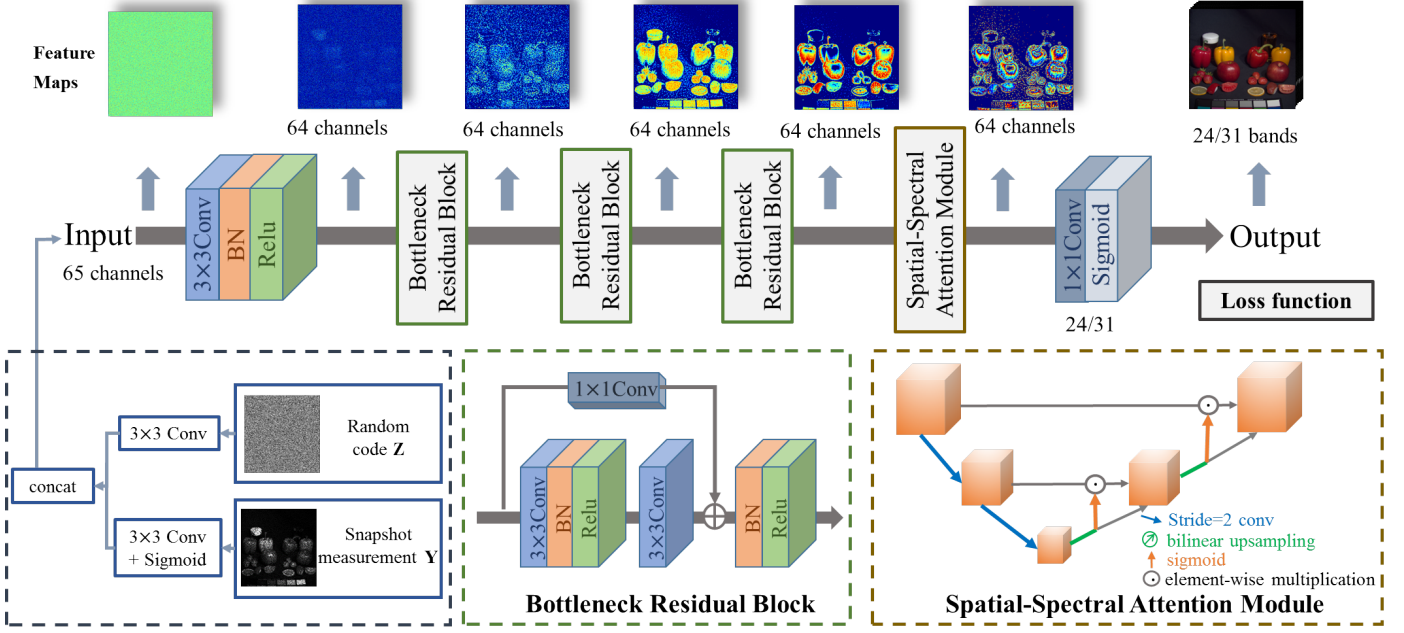 Feature
Maps
64 channels
64 channels
64 channels
64 channels
64 channels
24/31 bands
Input
65 channels
3×3Conv
BN
Relu
Bottleneck
Residual Block
Bottleneck
Residual Block
Bottleneck
Residual Block
Spatial-Spectral
Attention Module
1×1Conv
Sigmoid
24/31
Output
Loss function
concat
3×3 Conv
Random
code Z
3×3 Conv
+ Sigmoid
Snapshot
measurement Y
1×1Conv
3×3Conv
BN
Relu
3×3Conv
BN
Relu
Bottleneck Residual Block
Stride=2 conv
bilinear upsampling
sigmoid
element-wise multiplication
Spatial-Spectral Attention Module